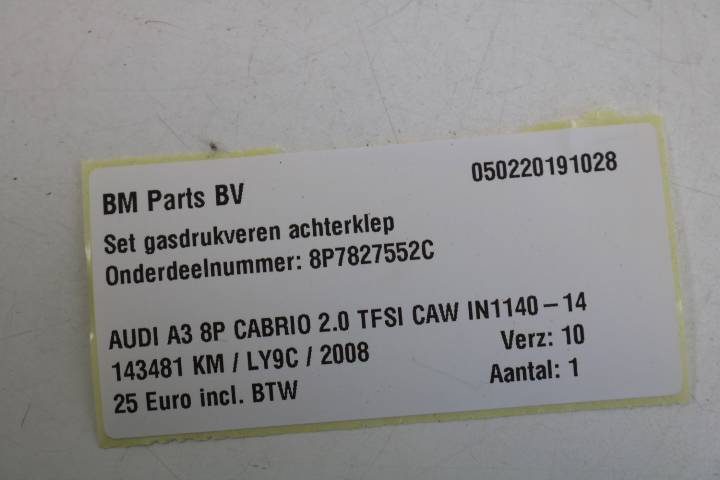 BM Parts BV 050220191028
Set gasdrukveren achterklep
Onderdeelnummer: 8P7827552C
AUDI A3 8P CABRIO 2.0 TFSI CAW IN1140-14
143481 KM / LY9C / 2008 Verz: 10
25 Euro incl. BTW Aantal: 1